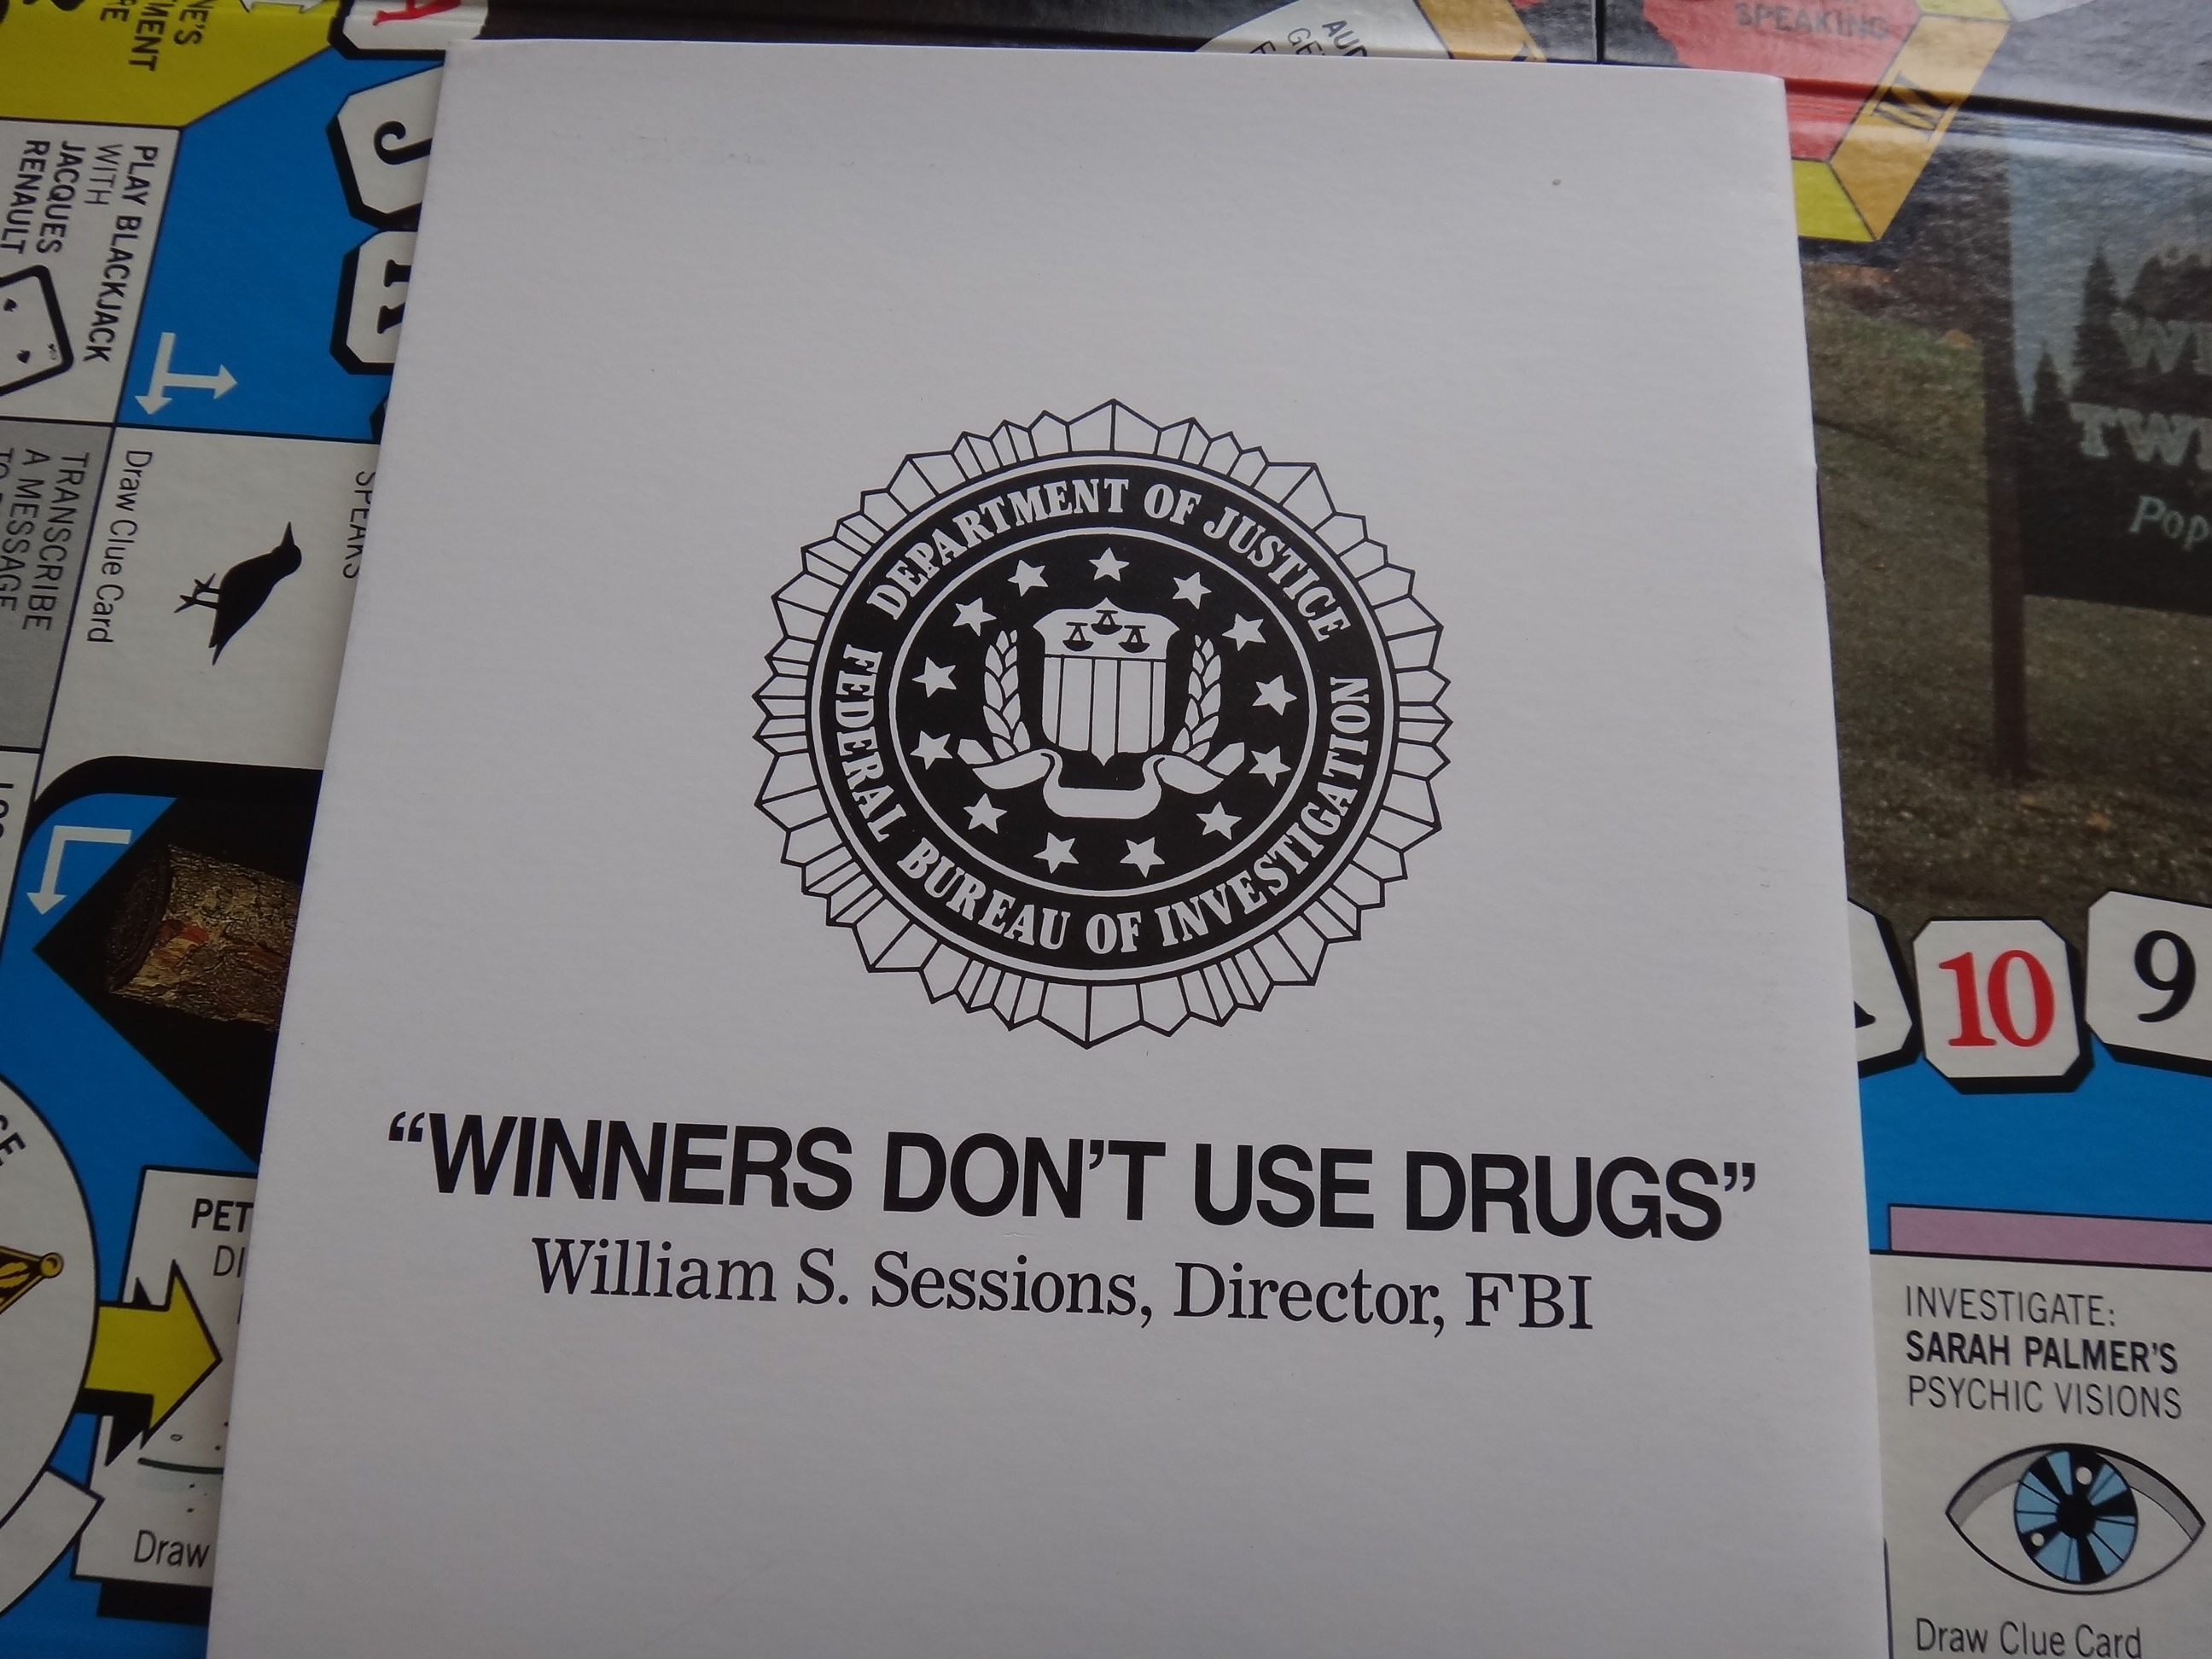 DEPARTMENT OF JUSTICE
FEDERAL BUREAU OF INVESTIGATION
“WINNERS DON'T USE DRUGS”
William S. Sessions, Director, FBI
PLAY BLACKJACK
WITH
JACQUES
RENAULT
J
K
SPEAKS
Draw Clue Card
TRANSCRIBE
A MESSAGE
Draw
SPEAKING
10
9
INVESTIGATE:
SARAH PALMER'S
PSYCHIC VISIONS
Draw Clue Card